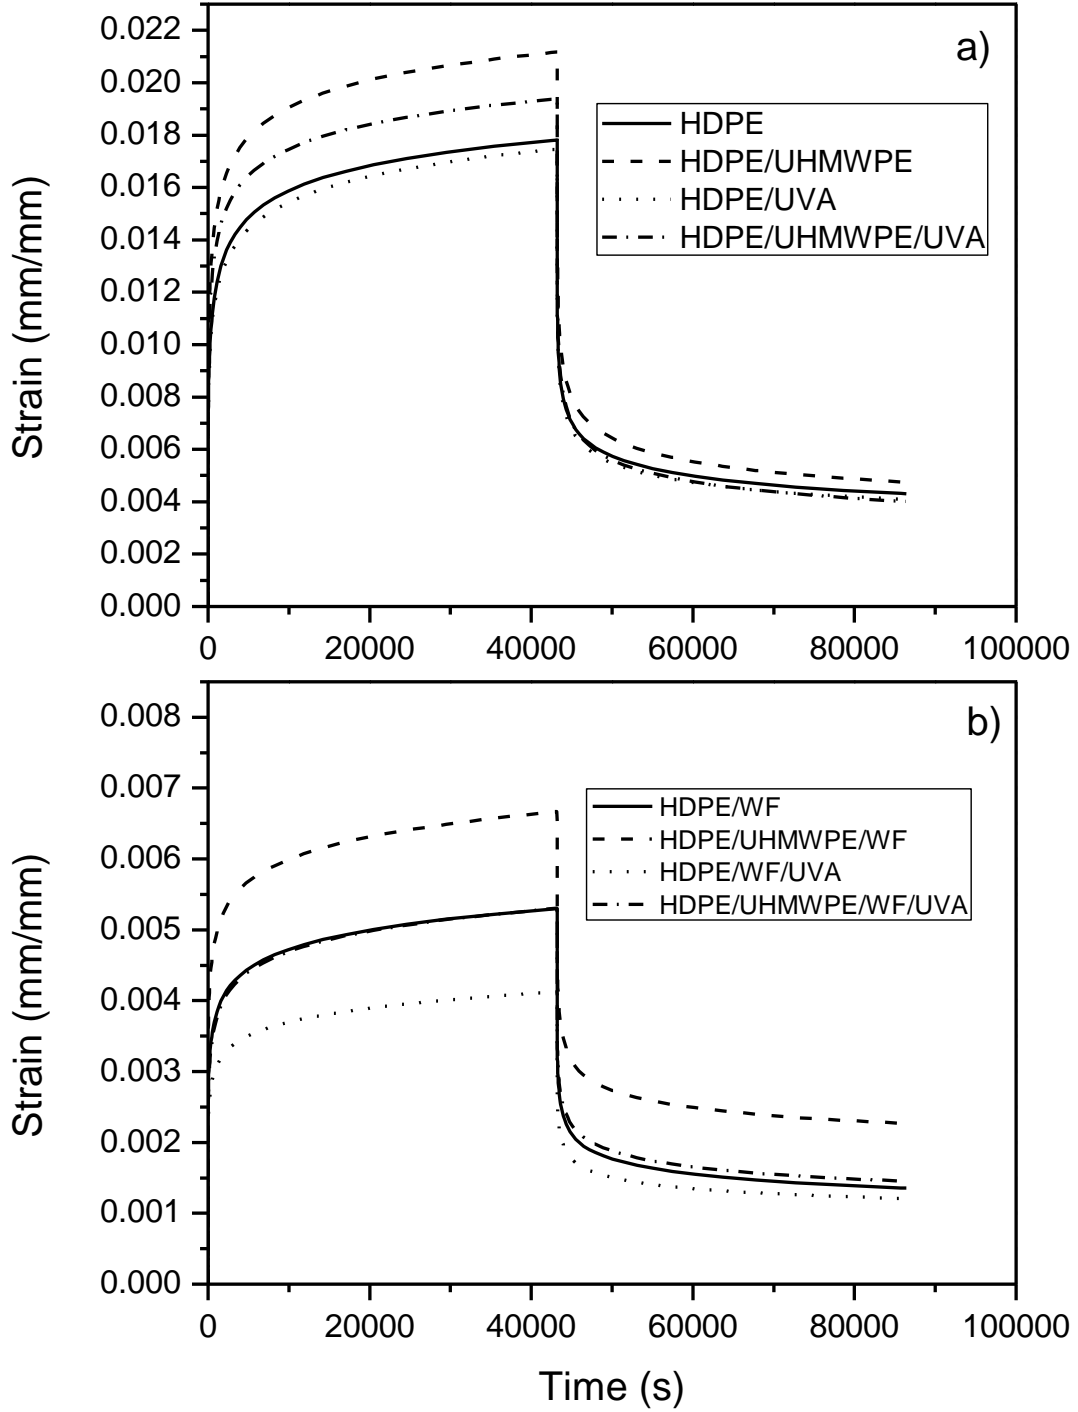 a)
Strain (mm/mm)
0.022
0.020
0.018
0.016
0.014
0.012
0.010
0.008
0.006
0.004
0.002
0.000
HDPE
HDPE/UHMWPE
HDPE/UVA
HDPE/UHMWPE/UVA
0 20000 40000 60000 80000 100000
b)
Strain (mm/mm)
0.008
0.007
0.006
0.005
0.004
0.003
0.002
0.001
0.000
HDPE/WF
HDPE/UHMWPE/WF
HDPE/WF/UVA
HDPE/UHMWPE/WF/UVA
0 20000 40000 60000 80000 100000
Time (s)